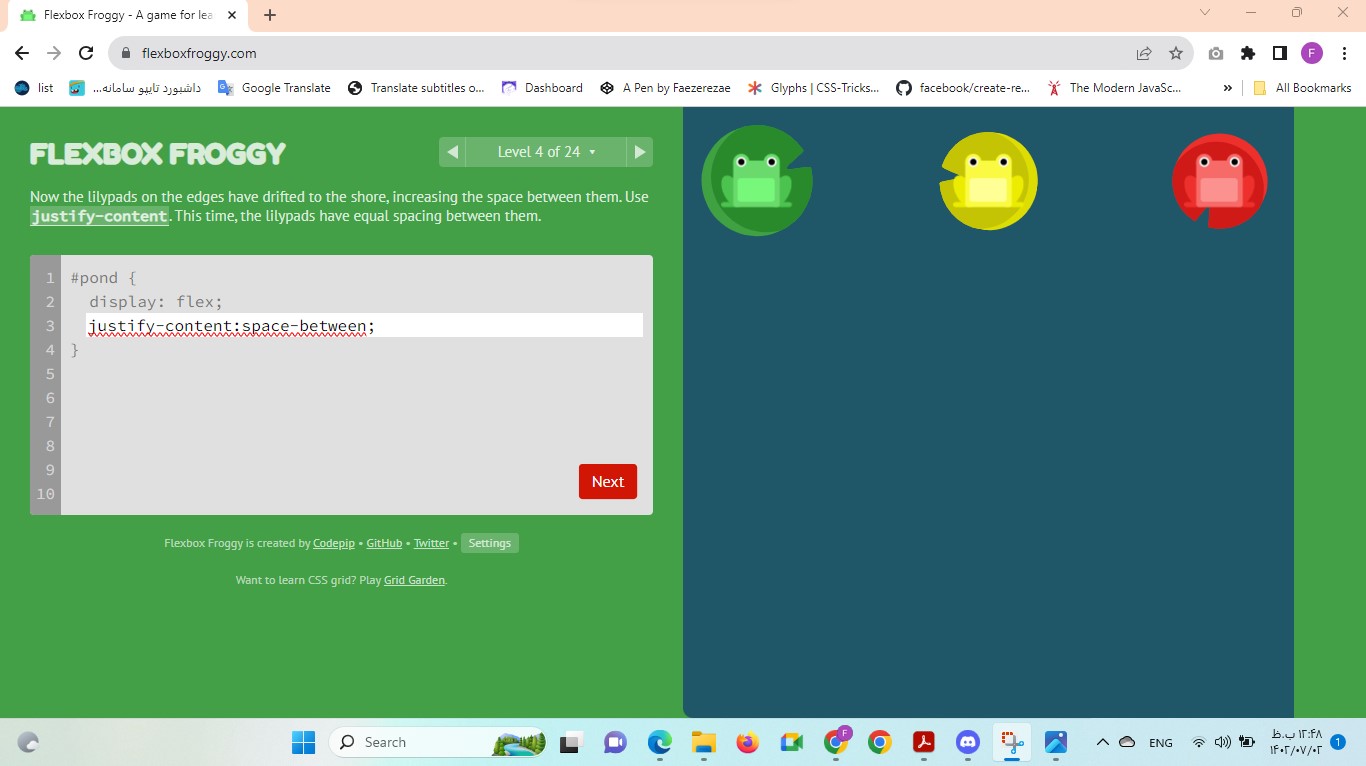 Flexbox Froggy - A game for lea
flexboxfroggy.com
F
list
داشبورد تاپیو سامانه...
Google Translate
Translate subtitles o...
Dashboard
A Pen by Faezerezae
Glyphs | CSS-Tricks...
facebook/create-re...
The Modern JavaSc...
»
All Bookmarks
FLEXBOX FROGGY
Level 4 of 24
Now the lilypads on the edges have drifted to the shore, increasing the space between them. Use
justify-content. This time, the lilypads have equal spacing between them.
1 #pond {
2 display: flex;
3 justify-content:space-between;
4 }
5
6
7
8
9
10
Next
Flexbox Froggy is created by Codepip • GitHub • Twitter • Settings
Want to learn CSS grid? Play Grid Garden.
Search
F
ENG
۱۲:۴۸ ب.ظ
۱۴۰۲/۰۷/۰۲
1